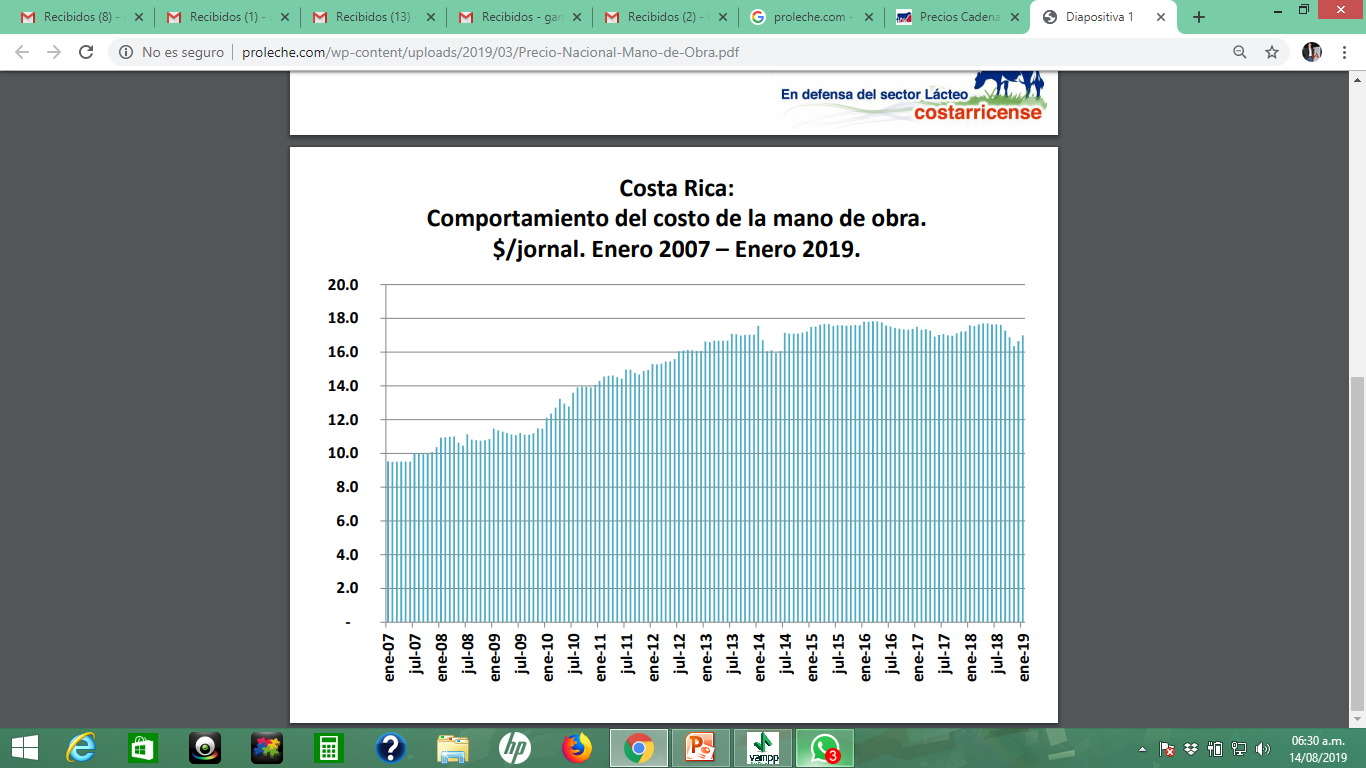 Recibidos (8) -
Recibidos (1) -
Recibidos (13)
Recibidos - gan
Recibidos (2) -
proleche.com -
Precios Cadena
Diapositiva 1
No es seguro
proleche.com/wp-content/uploads/2019/03/Precio-Nacional-Mano-de-Obra.pdf
En defensa del sector Lácteo
costarricense
Costa Rica:
Comportamiento del costo de la mano de obra.
$/jornal. Enero 2007 – Enero 2019.
20.0
18.0
16.0
14.0
12.0
10.0
8.0
6.0
4.0
2.0
-
ene-07
jul-07
ene-08
jul-08
ene-09
jul-09
ene-10
jul-10
ene-11
jul-11
ene-12
jul-12
ene-13
jul-13
ene-14
jul-14
ene-15
jul-15
ene-16
jul-16
ene-17
jul-17
ene-18
jul-18
ene-19
hp
vampp
3
06:30 a.m.
14/08/2019